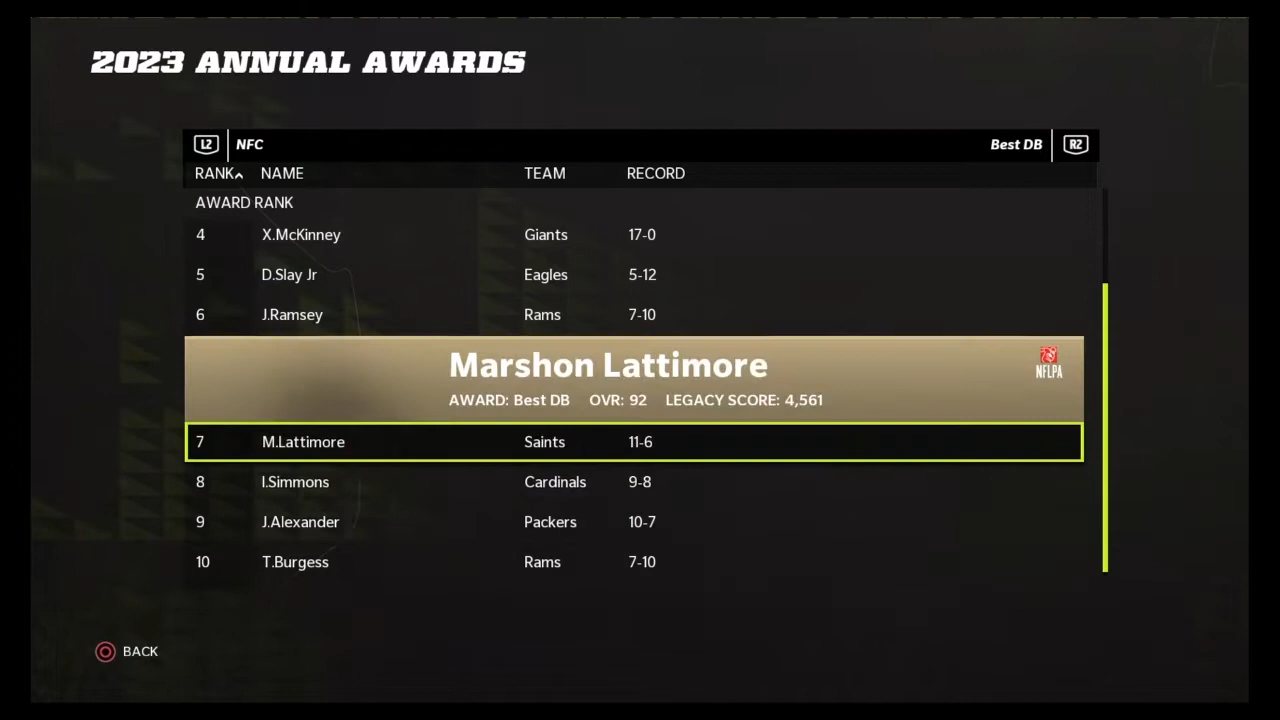 2023 ANNUAL AWARDS
L2 NFC Best DB R2
RANK NAME TEAM RECORD
AWARD RANK
4 X.McKinney Giants 17-0
5 D.Slay Jr Eagles 5-12
6 J.Ramsey Rams 7-10
Marshon Lattimore
NFLPA
AWARD: Best DB OVR: 92 LEGACY SCORE: 4,561
7 M.Lattimore Saints 11-6
8 I.Simmons Cardinals 9-8
9 J.Alexander Packers 10-7
10 T.Burgess Rams 7-10
BACK